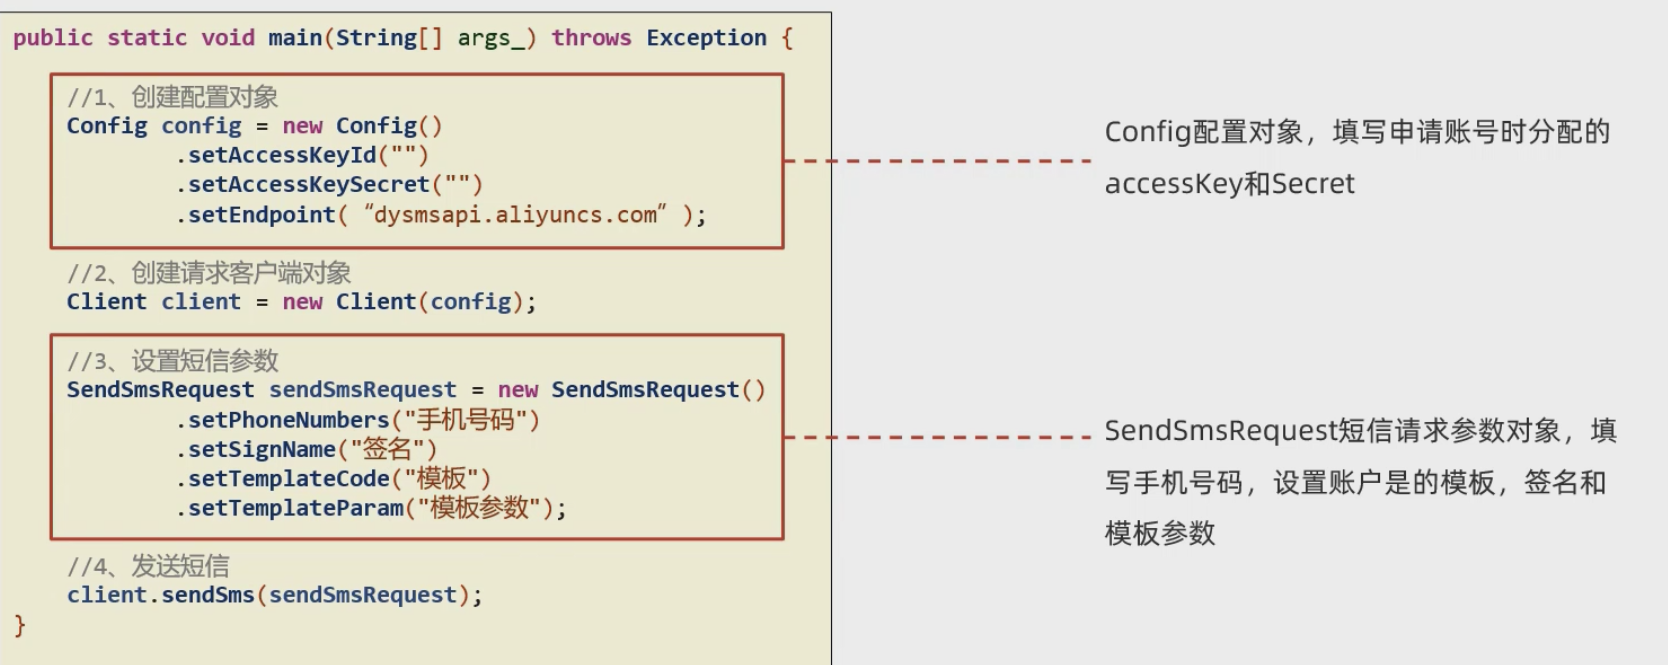 public static void main(String[] args_) throws Exception {
//1、创建配置对象
Config config = new Config()
.setAccessKeyId("")
.setAccessKeySecret("")
.setEndpoint( “dysmsapi.aliyuncs.com” );
//2、创建请求客户端对象
Client client = new Client(config);
//3、设置短信参数
SendSmsRequest sendSmsRequest = new SendSmsRequest()
.setPhoneNumbers("手机号码")
.setSignName("签名")
.setTemplateCode("模板")
.setTemplateParam("模板参数");
//4、发送短信
client.sendSms(sendSmsRequest);
}
Config配置对象，填写申请账号时分配的
accessKey和Secret
SendSmsRequest短信请求参数对象，填
写手机号码，设置账户是的模板，签名和
模板参数